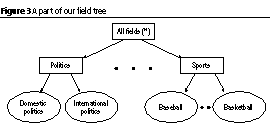 Figure 3 A part of our field tree
All fields (*)
Politics
Sports
Domestic
politics
International
politics
Baseball
Basketball